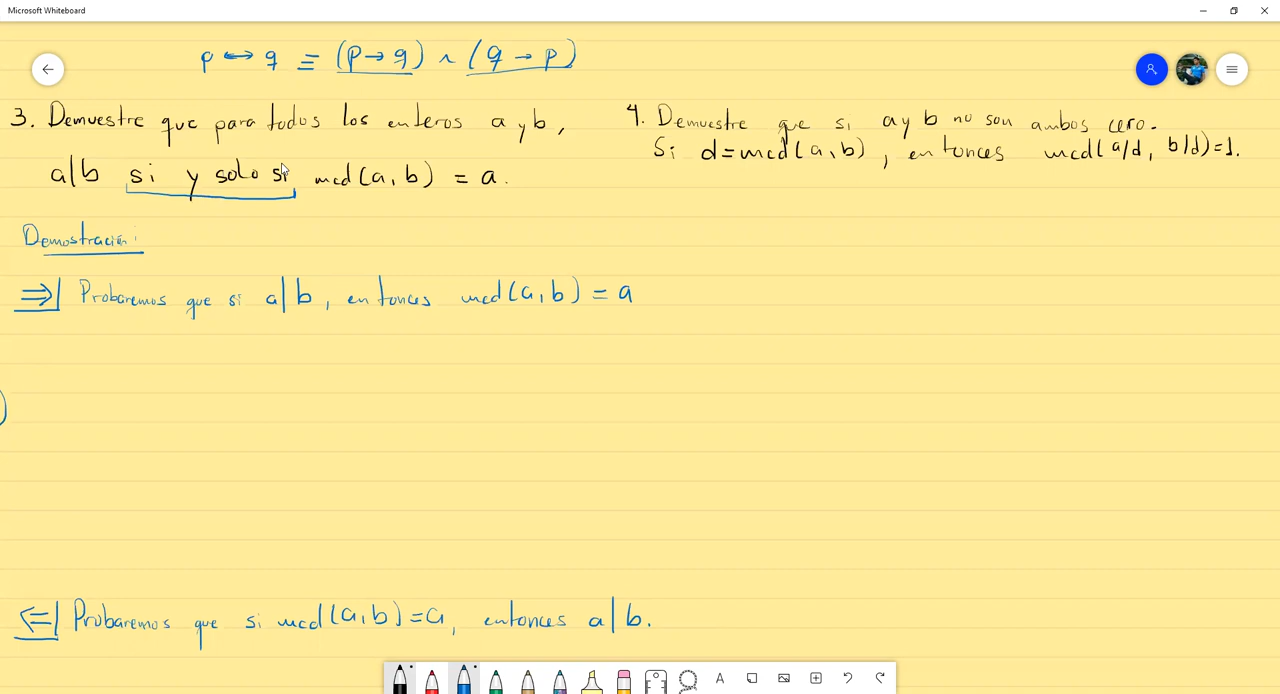 Microsoft Whiteboard
p ↔ q ≡ (p → q) ∧ (q → p)
3. Demuestre que para todos los enteros a y b,
a|b si y solo si mcd(a,b) = a.
4. Demuestre que si a y b no son ambos cero.
Si d=mcd(a,b), entonces mcd(a/d, b/d)=1.
Demostración:
⇒| Probaremos que si a|b, entonces mcd(a,b) = a
)
⇐| Probaremos que si mcd(a,b)=a, entonces a|b.
A